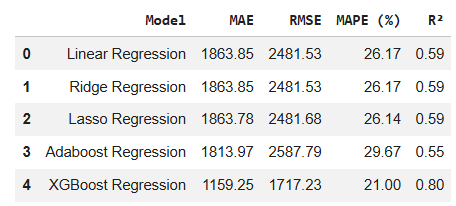 Model MAE RMSE MAPE (%) R²
0 Linear Regression 1863.85 2481.53 26.17 0.59
1 Ridge Regression 1863.85 2481.53 26.17 0.59
2 Lasso Regression 1863.78 2481.68 26.14 0.59
3 Adaboost Regression 1813.97 2587.79 29.67 0.55
4 XGBoost Regression 1159.25 1717.23 21.00 0.80